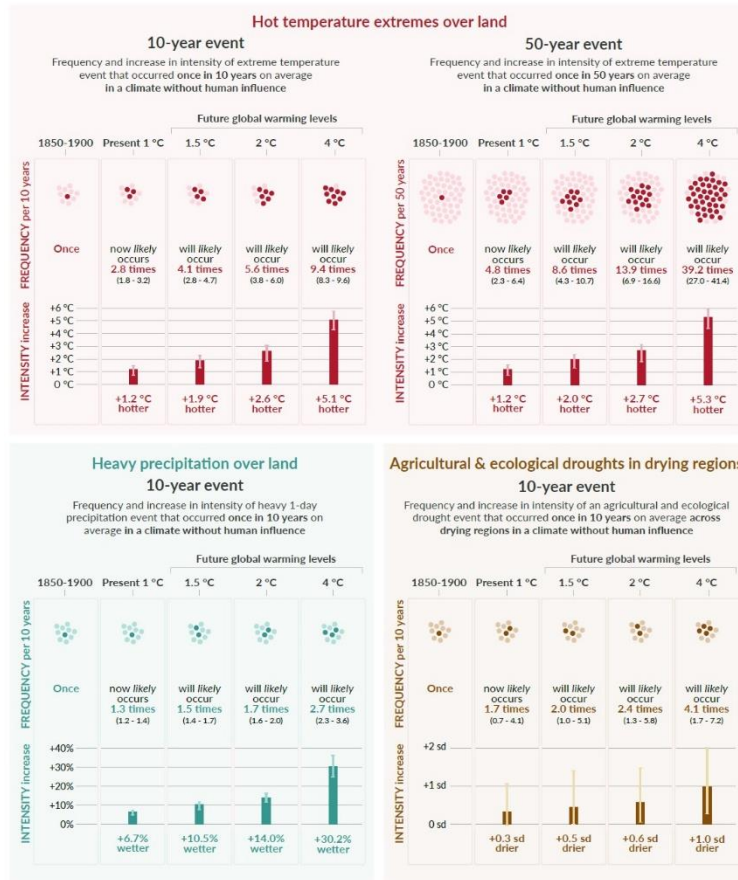 Hot temperature extremes over land
10-year event
Frequency and increase in intensity of extreme temperature
event that occurred once in 10 years on average
in a climate without human influence
Future global warming levels
1850-1900 Present 1 °C 1.5 °C 2 °C 4 °C
FREQUENCY per 10 years
Once
now likely occurs 2.8 times (1.8 - 3.2)
will likely occur 4.1 times (2.8 - 4.7)
will likely occur 5.6 times (3.8 - 6.0)
will likely occur 9.4 times (8.3 - 9.6)
INTENSITY increase
+6 °C
+5 °C
+4 °C
+3 °C
+2 °C
+1 °C
0 °C
+1.2 °C hotter
+1.9 °C hotter
+2.6 °C hotter
+5.1 °C hotter
50-year event
Frequency and increase in intensity of extreme temperature
event that occurred once in 50 years on average
in a climate without human influence
Future global warming levels
1850-1900 Present 1 °C 1.5 °C 2 °C 4 °C
FREQUENCY per 50 years
Once
now likely occurs 4.8 times (2.3 - 6.4)
will likely occur 8.6 times (4.3 - 10.7)
will likely occur 13.9 times (6.9 - 16.6)
will likely occur 39.2 times (27.0 - 41.4)
INTENSITY increase
+6 °C
+5 °C
+4 °C
+3 °C
+2 °C
+1 °C
0 °C
+1.2 °C hotter
+2.0 °C hotter
+2.7 °C hotter
+5.3 °C hotter
Heavy precipitation over land
10-year event
Frequency and increase in intensity of heavy 1-day
precipitation event that occurred once in 10 years on
average in a climate without human influence
Future global warming levels
1850-1900 Present 1 °C 1.5 °C 2 °C 4 °C
FREQUENCY per 10 years
Once
now likely occurs 1.3 times (1.2 - 1.4)
will likely occur 1.5 times (1.4 - 1.7)
will likely occur 1.7 times (1.6 - 2.0)
will likely occur 2.7 times (2.3 - 3.6)
INTENSITY increase
+40%
+30%
+20%
+10%
0%
+6.7% wetter
+10.5% wetter
+14.0% wetter
+30.2% wetter
Agricultural & ecological droughts in drying regions
10-year event
Frequency and increase in intensity of an agricultural and ecological
drought event that occurred once in 10 years on average across
drying regions in a climate without human influence
Future global warming levels
1850-1900 Present 1 °C 1.5 °C 2 °C 4 °C
FREQUENCY per 10 years
Once
now likely occurs 1.7 times (0.7 - 4.1)
will likely occur 2.0 times (1.0 - 5.1)
will likely occur 2.4 times (1.3 - 5.8)
will likely occur 4.1 times (1.7 - 7.2)
INTENSITY increase
+2 sd
+1 sd
0 sd
+0.3 sd drier
+0.5 sd drier
+0.6 sd drier
+1.0 sd drier